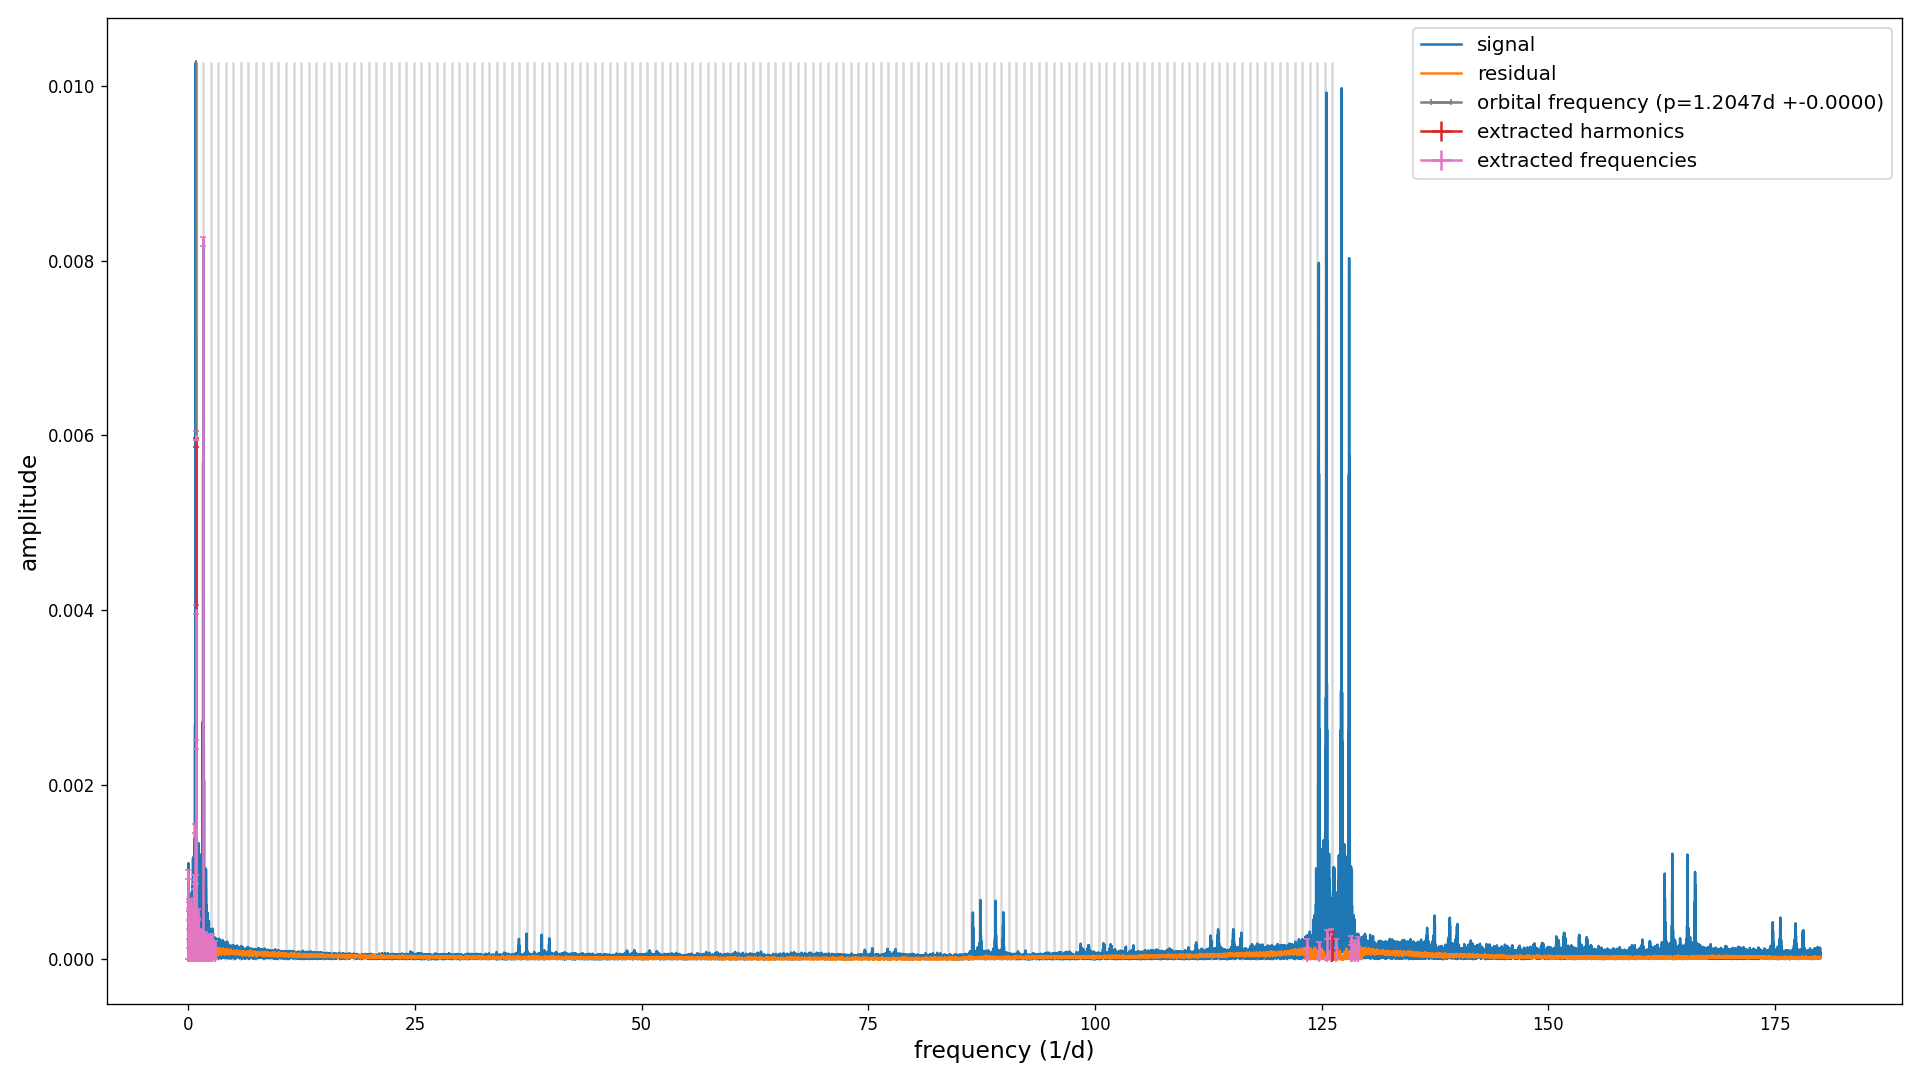 signal
residual
orbital frequency (p=1.2047d +-0.0000)
extracted harmonics
extracted frequencies
0.010
0.008
0.006
0.004
0.002
0.000
amplitude
0 25 50 75 100 125 150 175
frequency (1/d)